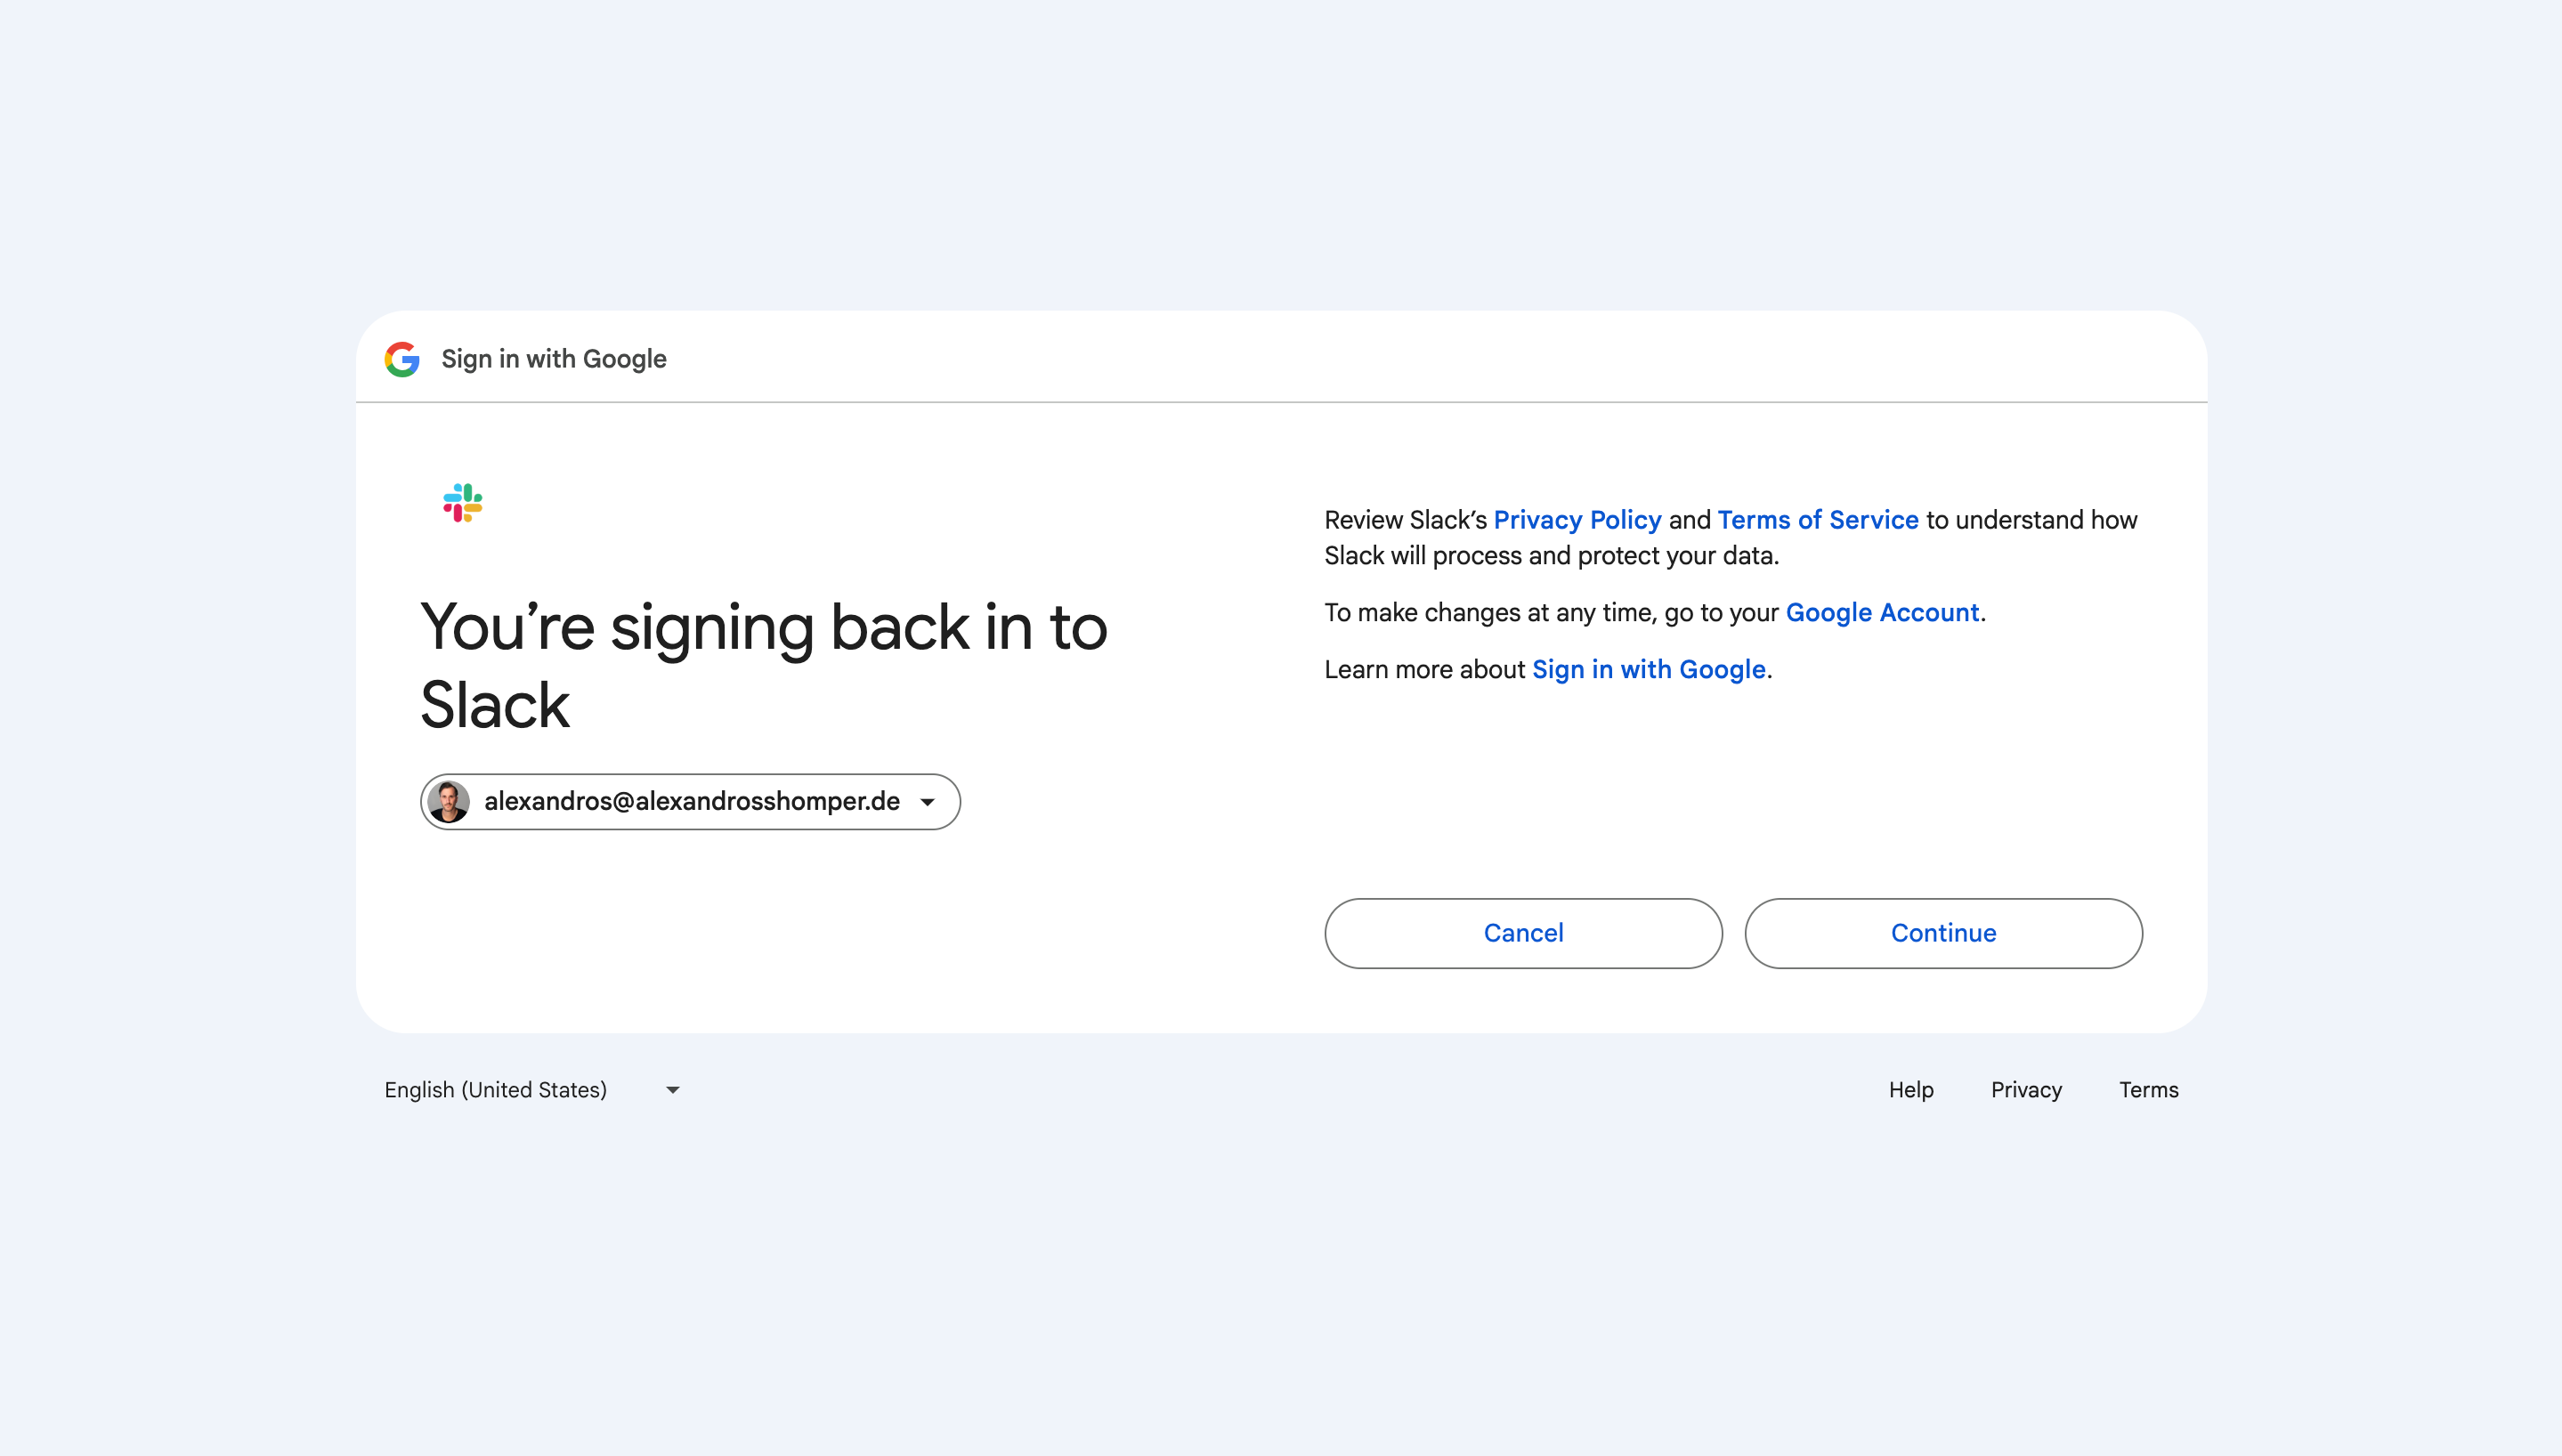 Sign in with Google
You’re signing back in to
Slack
alexandros@alexandrosshomper.de
Review Slack’s Privacy Policy and Terms of Service to understand how
Slack will process and protect your data.
To make changes at any time, go to your Google Account.
Learn more about Sign in with Google.
Cancel
Continue
English (United States)
Help
Privacy
Terms